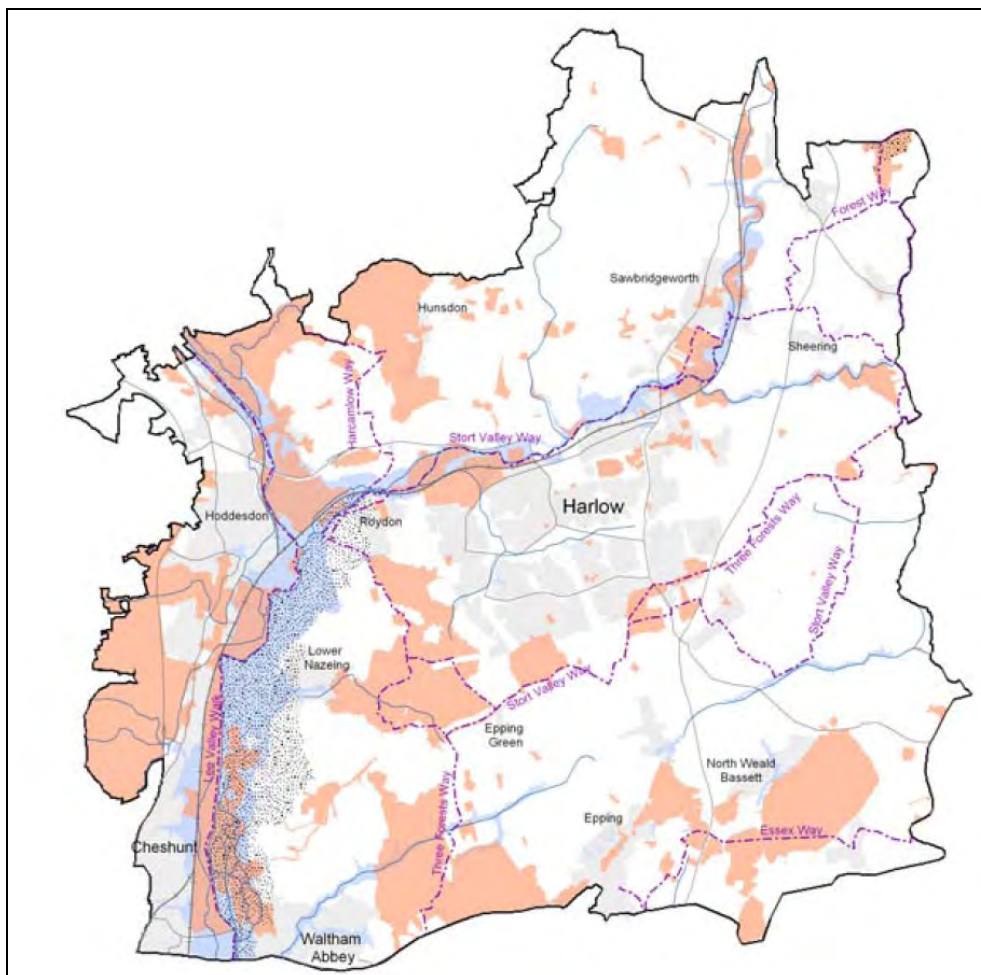 Forest Way
Sawbridgeworth
Hunsdon
Sheering
Harcamlow Way
Stort Valley Way
Harlow
Hoddesdon
Roydon
Three Forests Way
Stort Valley Way
Lower
Nazeing
Stort Valley Way
Lee Valley Walk
Epping
Green
North Weald
Bassett
Three Forests Way
Epping
Essex Way
Cheshunt
Waltham
Abbey